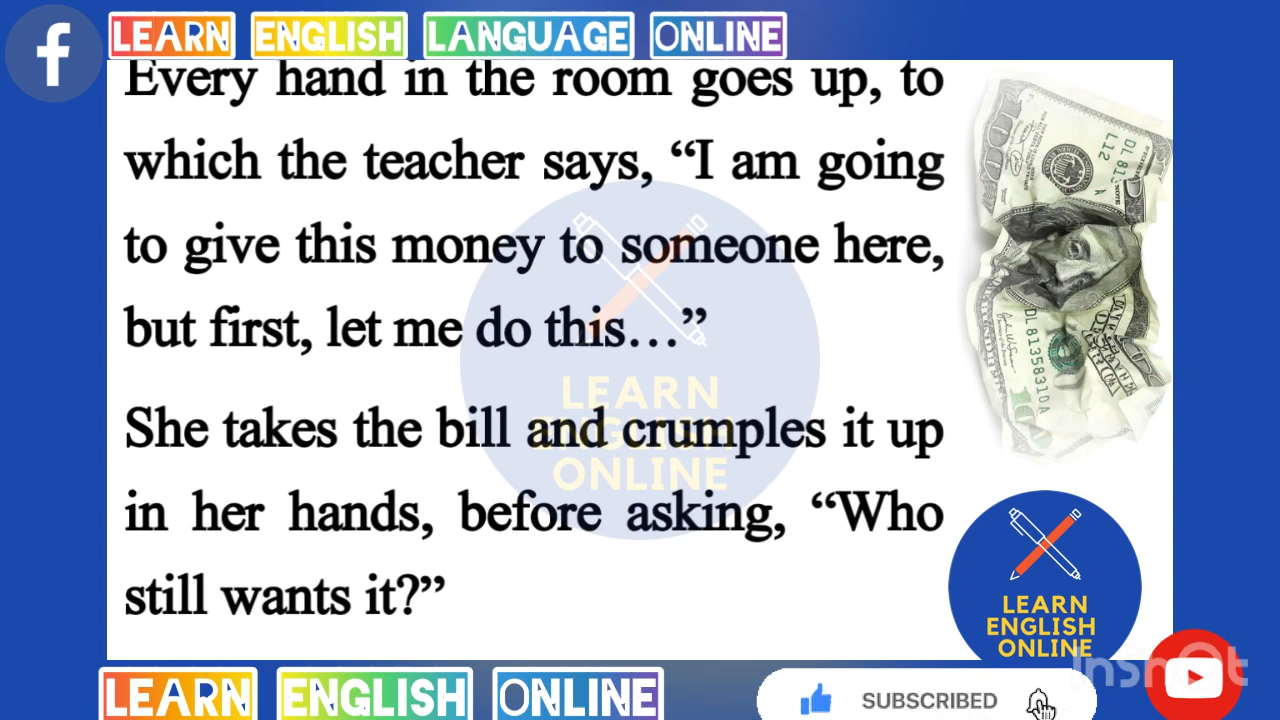 LEARN ENGLISH LANGUAGE ONLINE
Every hand in the room goes up, to
which the teacher says, “I am going
to give this money to someone here,
but first, let me do this…”
She takes the bill and crumples it up
in her hands, before asking, “Who
still wants it?”
LEARN
ENGLISH
ONLINE
DL 81358310 A
LEARN
ENGLISH
ONLINE
LEARN ENGLISH ONLINE
SUBSCRIBED
InShot